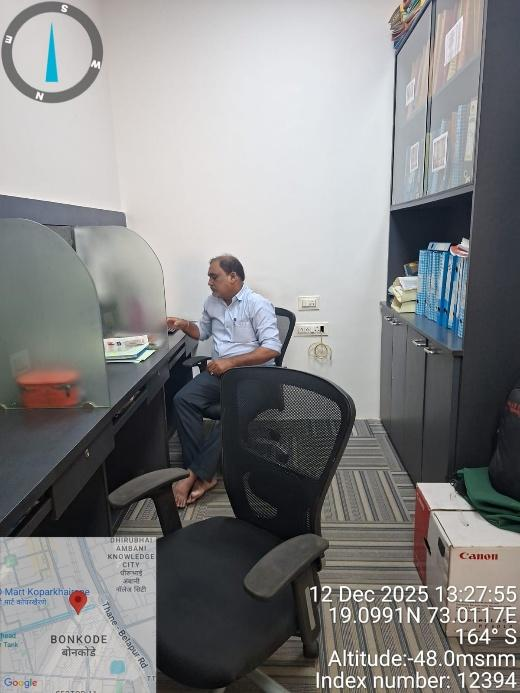 S
E
W
N
Canon
DHIRUBHAI
AMBANI
KNOWLEDGE
CITY
धीरूभाई
अंबानी
नॉलेज सिटी
D Mart Koparkhairane
BONKODE
बोनकोडे
Thane - Belapur Rd
Google
12 Dec 2025 13:27:55
19.0991N 73.0117E
164° S
Altitude:-48.0msnm
Index number: 12394